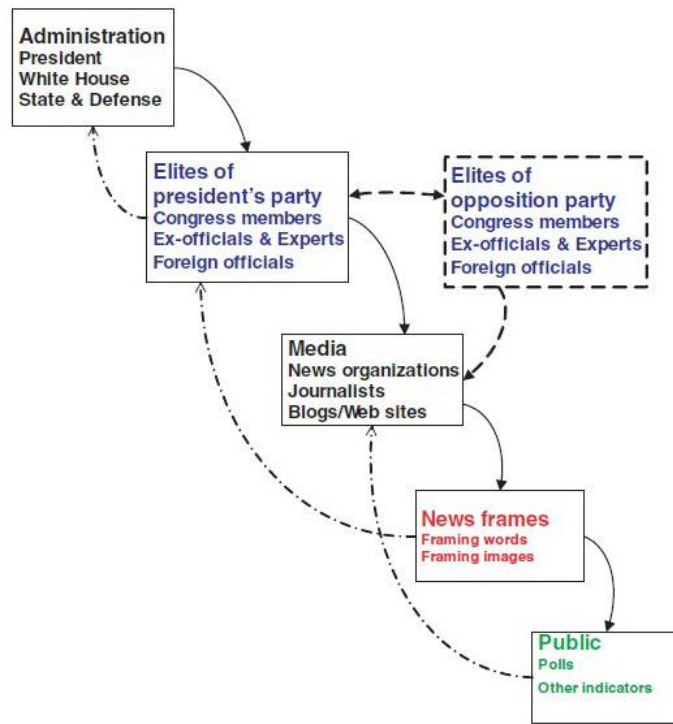 Administration
President
White House
State & Defense
Elites of
president's party
Congress members
Ex-officials & Experts
Foreign officials
Elites of
opposition party
Congress members
Ex-officials & Experts
Foreign officials
Media
News organizations
Journalists
Blogs/Web sites
News frames
Framing words
Framing images
Public
Polls
Other indicators